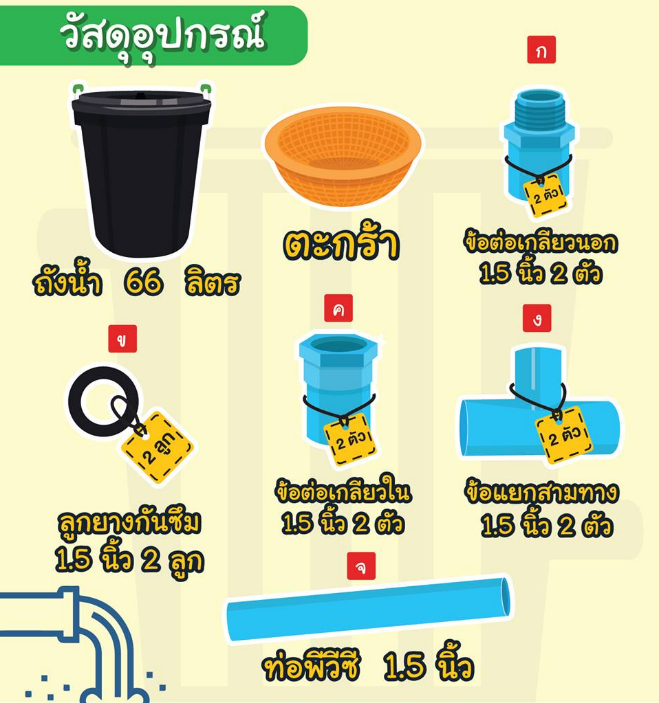 วัสดุอุปกรณ์
ถังน้ำ 66 ลิตร
ตะกร้า
ก
2 ตัว
ข้อต่อเกลียวนอก
1.5 นิ้ว 2 ตัว
ข
2 ลูก
ลูกยางกันซึม
1.5 นิ้ว 2 ลูก
ค
2 ตัว
ข้อต่อเกลียวใน
1.5 นิ้ว 2 ตัว
ง
2 ตัว
ข้อแยกสามทาง
1.5 นิ้ว 2 ตัว
จ
ท่อพีวีซี 1.5 นิ้ว